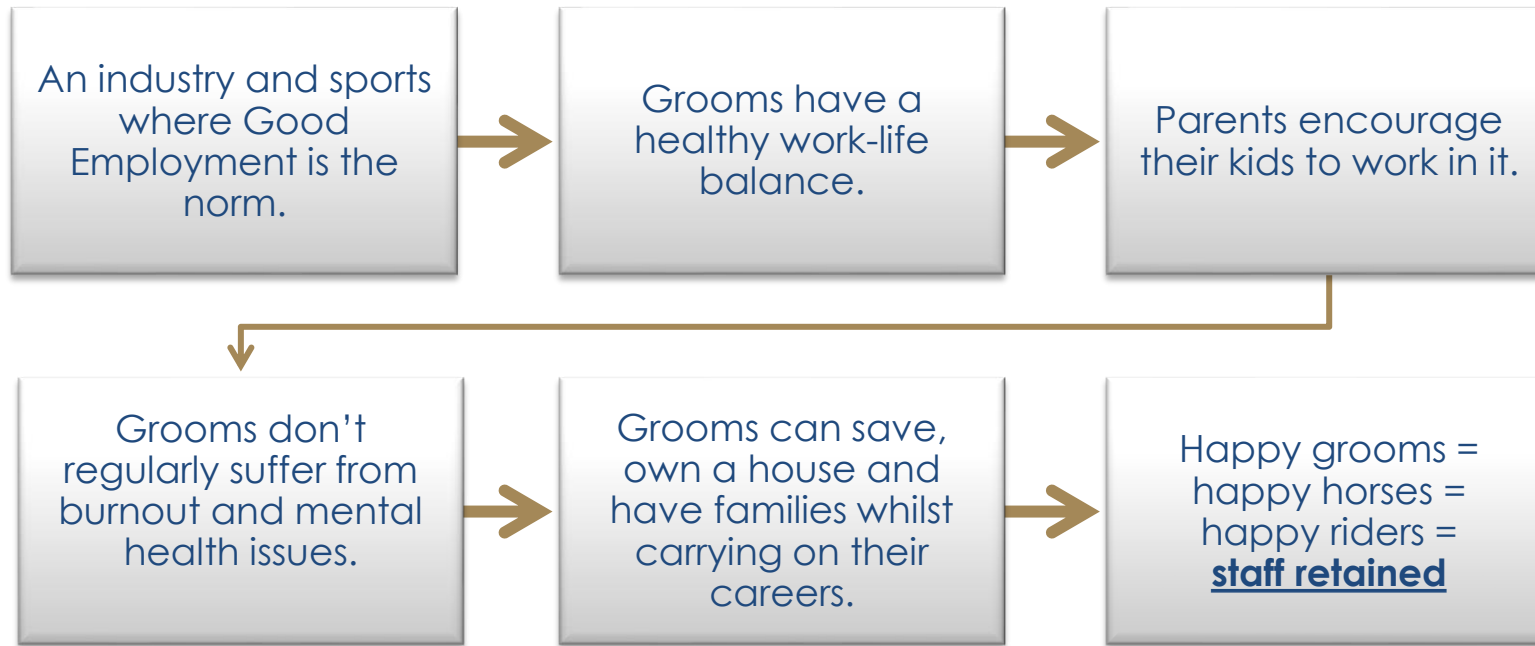 An industry and sports
where Good
Employment is the
norm.
Grooms have a
healthy work-life
balance.
Parents encourage
their kids to work in it.
Grooms don’t
regularly suffer from
burnout and mental
health issues.
Grooms can save,
own a house and
have families whilst
carrying on their
careers.
Happy grooms =
happy horses =
happy riders =
staff retained